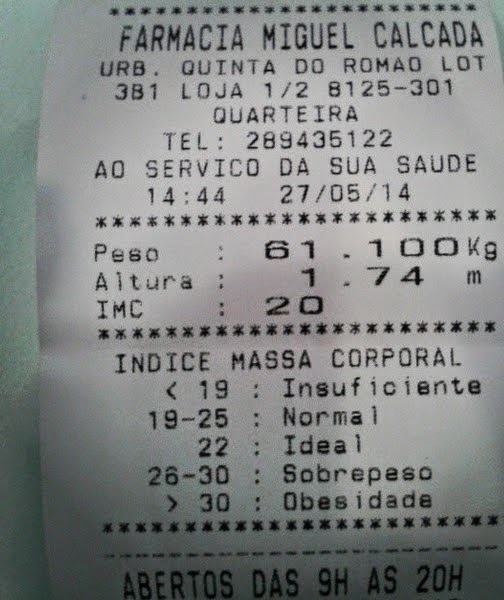 ************************
FARMACIA MIGUEL CALCADA
URB. QUINTA DO ROMAO LOT
3B1 LOJA 1/2 8125-301
QUARTEIRA
TEL: 289435122
AO SERVICO DA SUA SAUDE
14:44 27/05/14
************************
Peso : 61.100Kg
Altura : 1.74 m
IMC : 20
************************
INDICE MASSA CORPORAL
< 19 : Insuficiente
19-25 : Normal
22 : Ideal
26-30 : Sobrepeso
> 30 : Obesidade
************************
------------------------
ABERTOS DAS 9H AS 20H